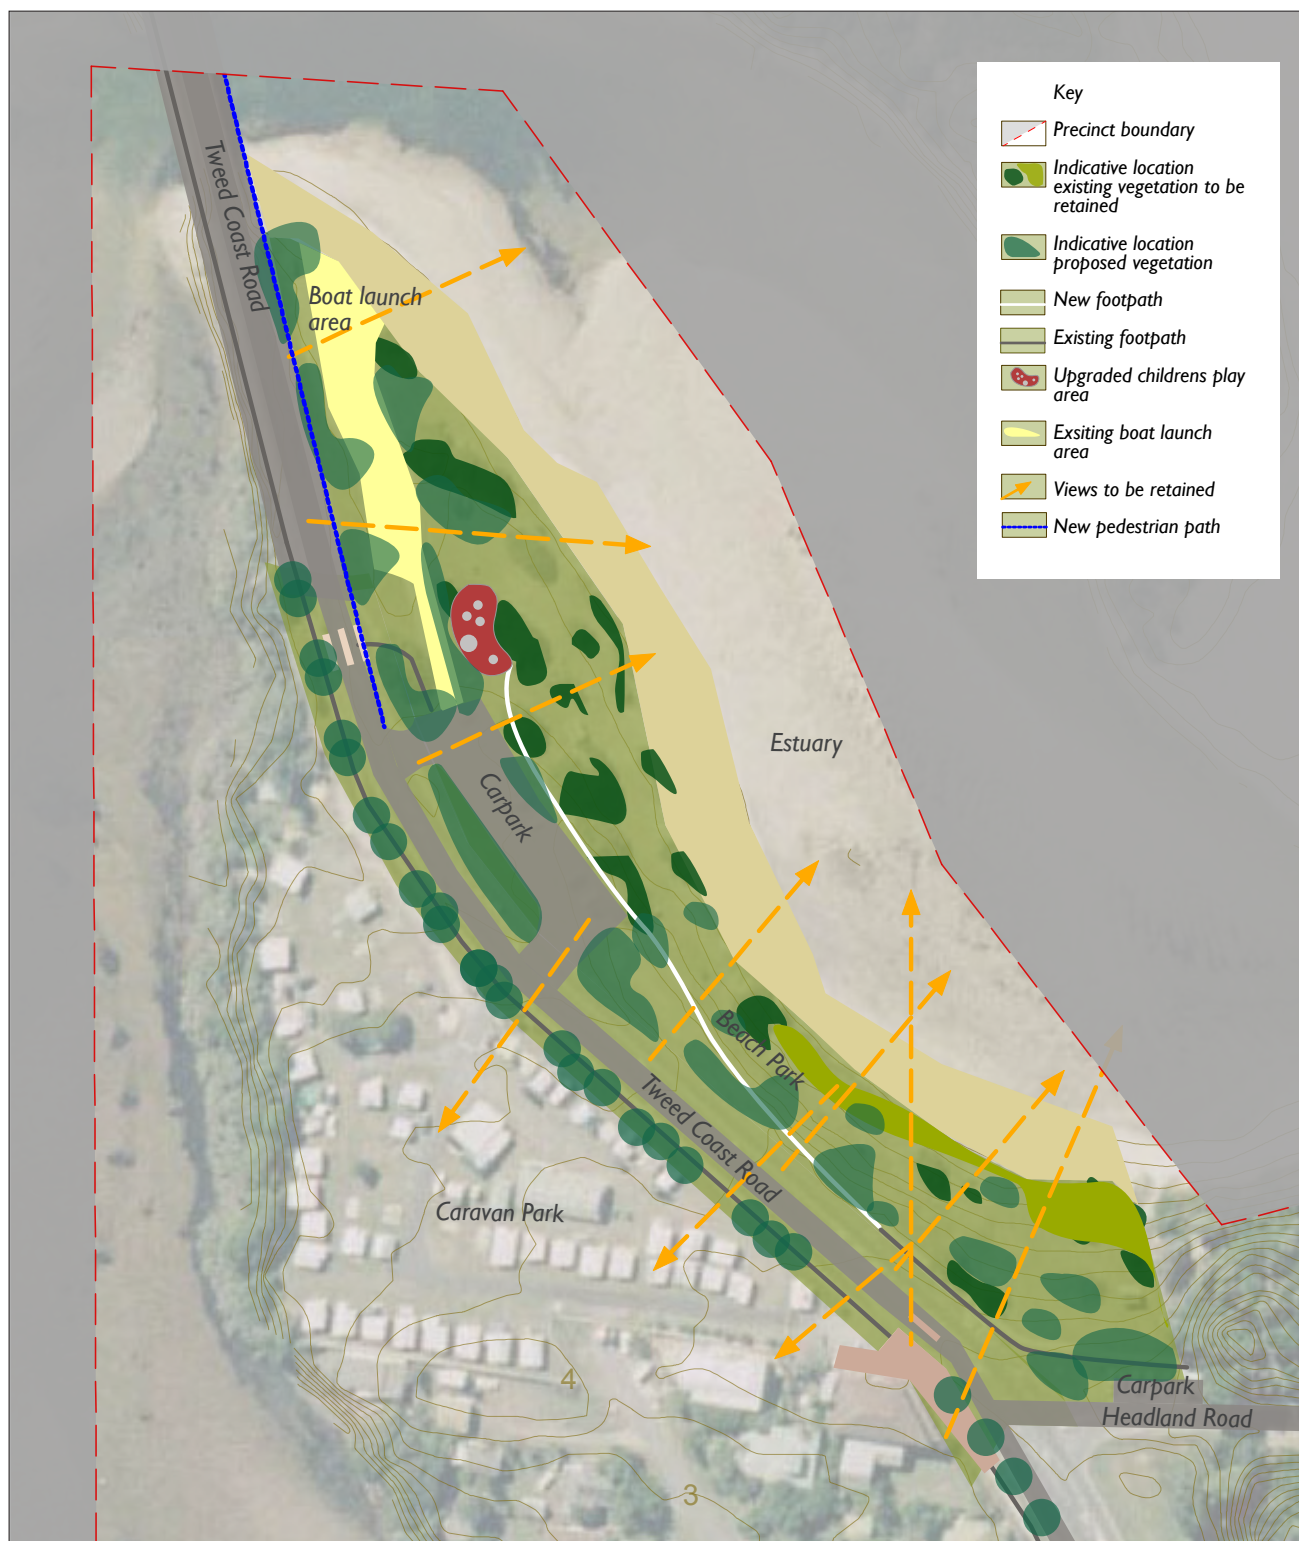 Key
Precinct boundary
Indicative location
existing vegetation to be
retained
Indicative location
proposed vegetation
New footpath
Existing footpath
Upgraded childrens play
area
Exsiting boat launch
area
Views to be retained
New pedestrian path
Tweed Coast Road
Boat launch
area
Estuary
Carpark
Beach Park
Tweed Coast Road
Caravan Park
4
Carpark
Headland Road
3